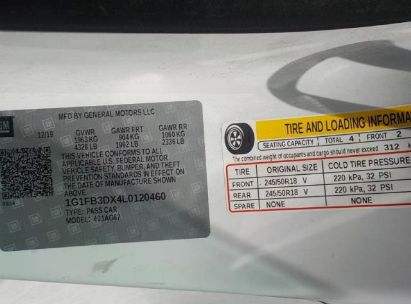 GM
MFD BY GENERAL MOTORS LLC
12/19 GVWR GAWR FRT GAWR RR
1963 KG 904 KG 1060 KG
4328 LB 1992 LB 2336 LB
THIS VEHICLE CONFORMS TO ALL
APPLICABLE U.S. FEDERAL MOTOR
VEHICLE SAFETY, BUMPER, AND THEFT
PREVENTION STANDARDS IN EFFECT ON
THE DATE OF MANUFACTURE
SHOWN ABOVE
1G1FB3DX4L0120460
TYPE: PASS CAR
TIRE AND LOADING INFORMA
SEATING CAPACITY TOTAL 4 FRONT 2
The combined weight of occupants and cargo should never exceed 312 k
TIRE ORIGINAL SIZE COLD TIRE PRESSURE
FRONT 245/50R18 V 220 kPa, 32 PSI
REAR 245/50R18 V 220 kPa, 32 PSI
SPARE NONE NONE